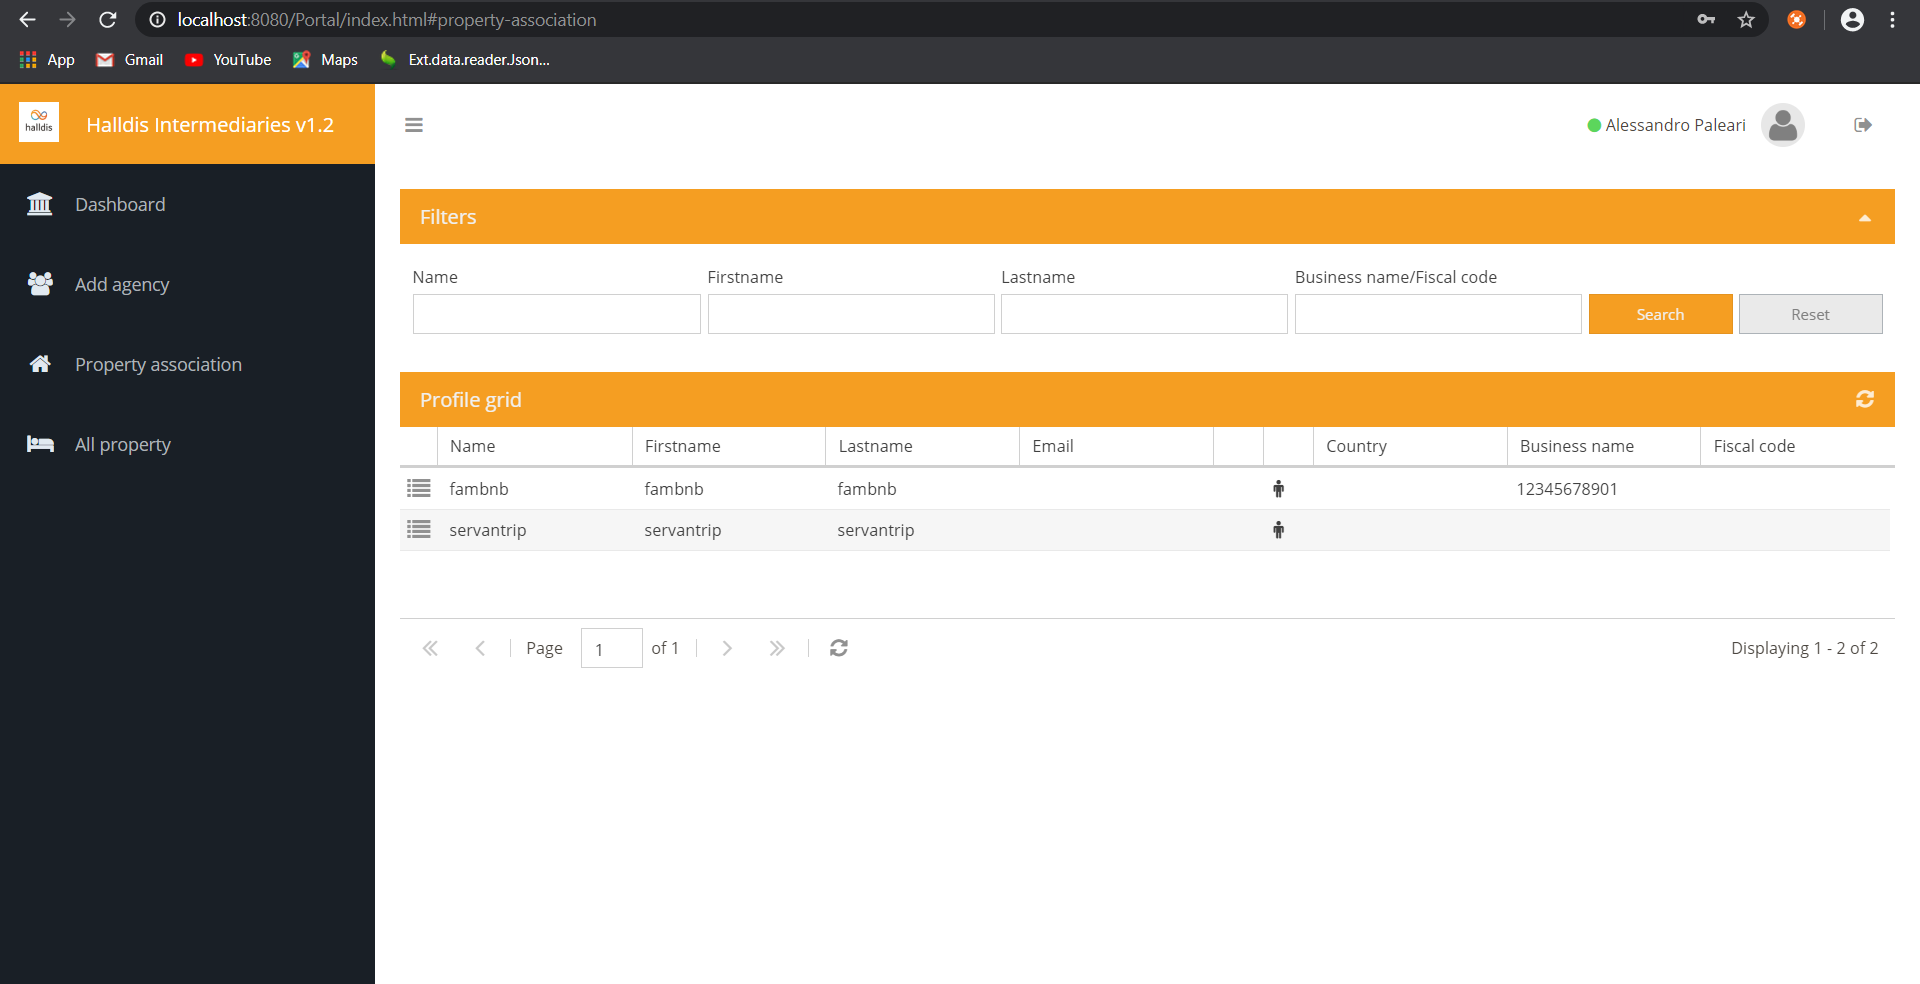 localhost:8080/Portal/index.html#property-association
App Gmail YouTube Maps Ext.data.reader.Json...
halldis Halldis Intermediaries v1.2
Alessandro Paleari
Dashboard
Add agency
Property association
All property
Filters
Name Firstname Lastname Business name/Fiscal code
Search Reset
Profile grid
Name Firstname Lastname Email Country Business name Fiscal code
fambnb fambnb fambnb 12345678901
servantrip servantrip servantrip
Page 1 of 1 Displaying 1 - 2 of 2